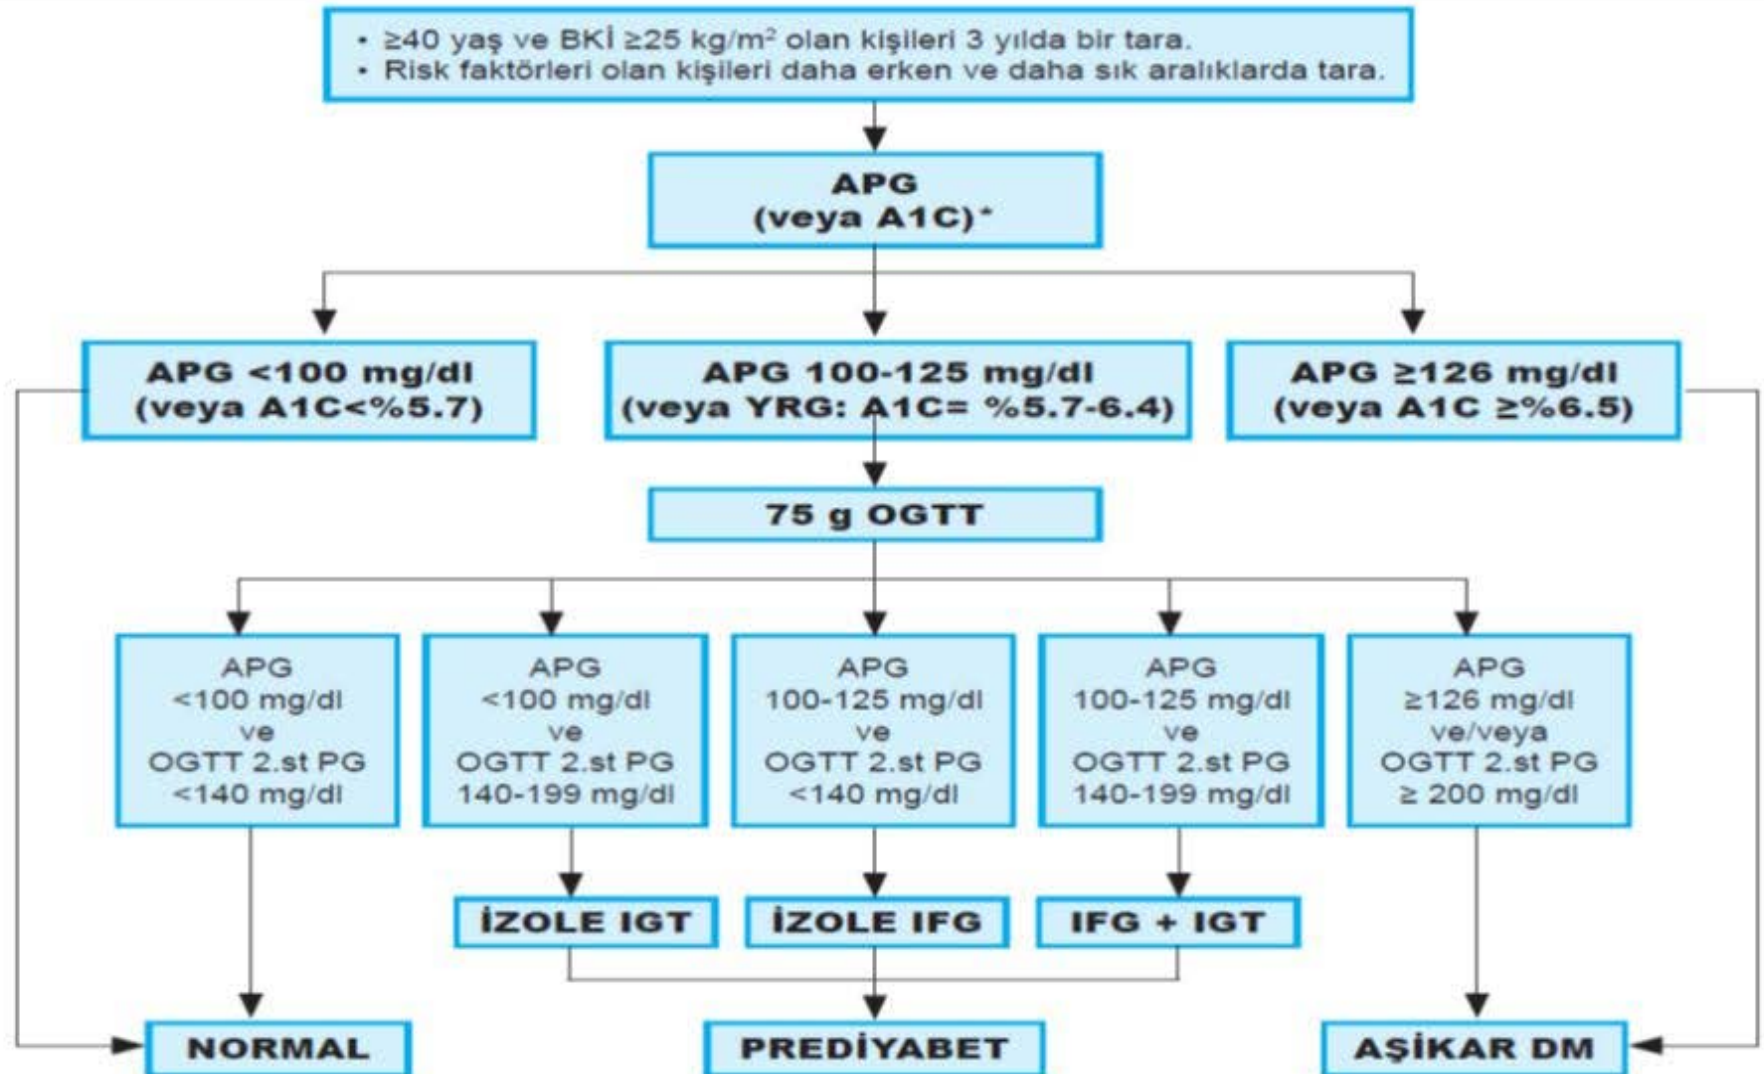 • ≥40 yaş ve BKİ ≥25 kg/m² olan kişileri 3 yılda bir tara.
• Risk faktörleri olan kişileri daha erken ve daha sık aralıklarda tara.
APG
(veya A1C)*
APG <100 mg/dl
(veya A1C<%5.7)
APG 100-125 mg/dl
(veya YRG: A1C= %5.7-6.4)
APG ≥126 mg/dl
(veya A1C ≥%6.5)
75 g OGTT
APG
<100 mg/dl
ve
OGTT 2.st PG
<140 mg/dl
APG
<100 mg/dl
ve
OGTT 2.st PG
140-199 mg/dl
APG
100-125 mg/dl
ve
OGTT 2.st PG
<140 mg/dl
APG
100-125 mg/dl
ve
OGTT 2.st PG
140-199 mg/dl
APG
≥126 mg/dl
ve/veya
OGTT 2.st PG
≥ 200 mg/dl
İZOLE IGT
İZOLE IFG
IFG + IGT
NORMAL
PREDİYABET
AŞİKAR DM